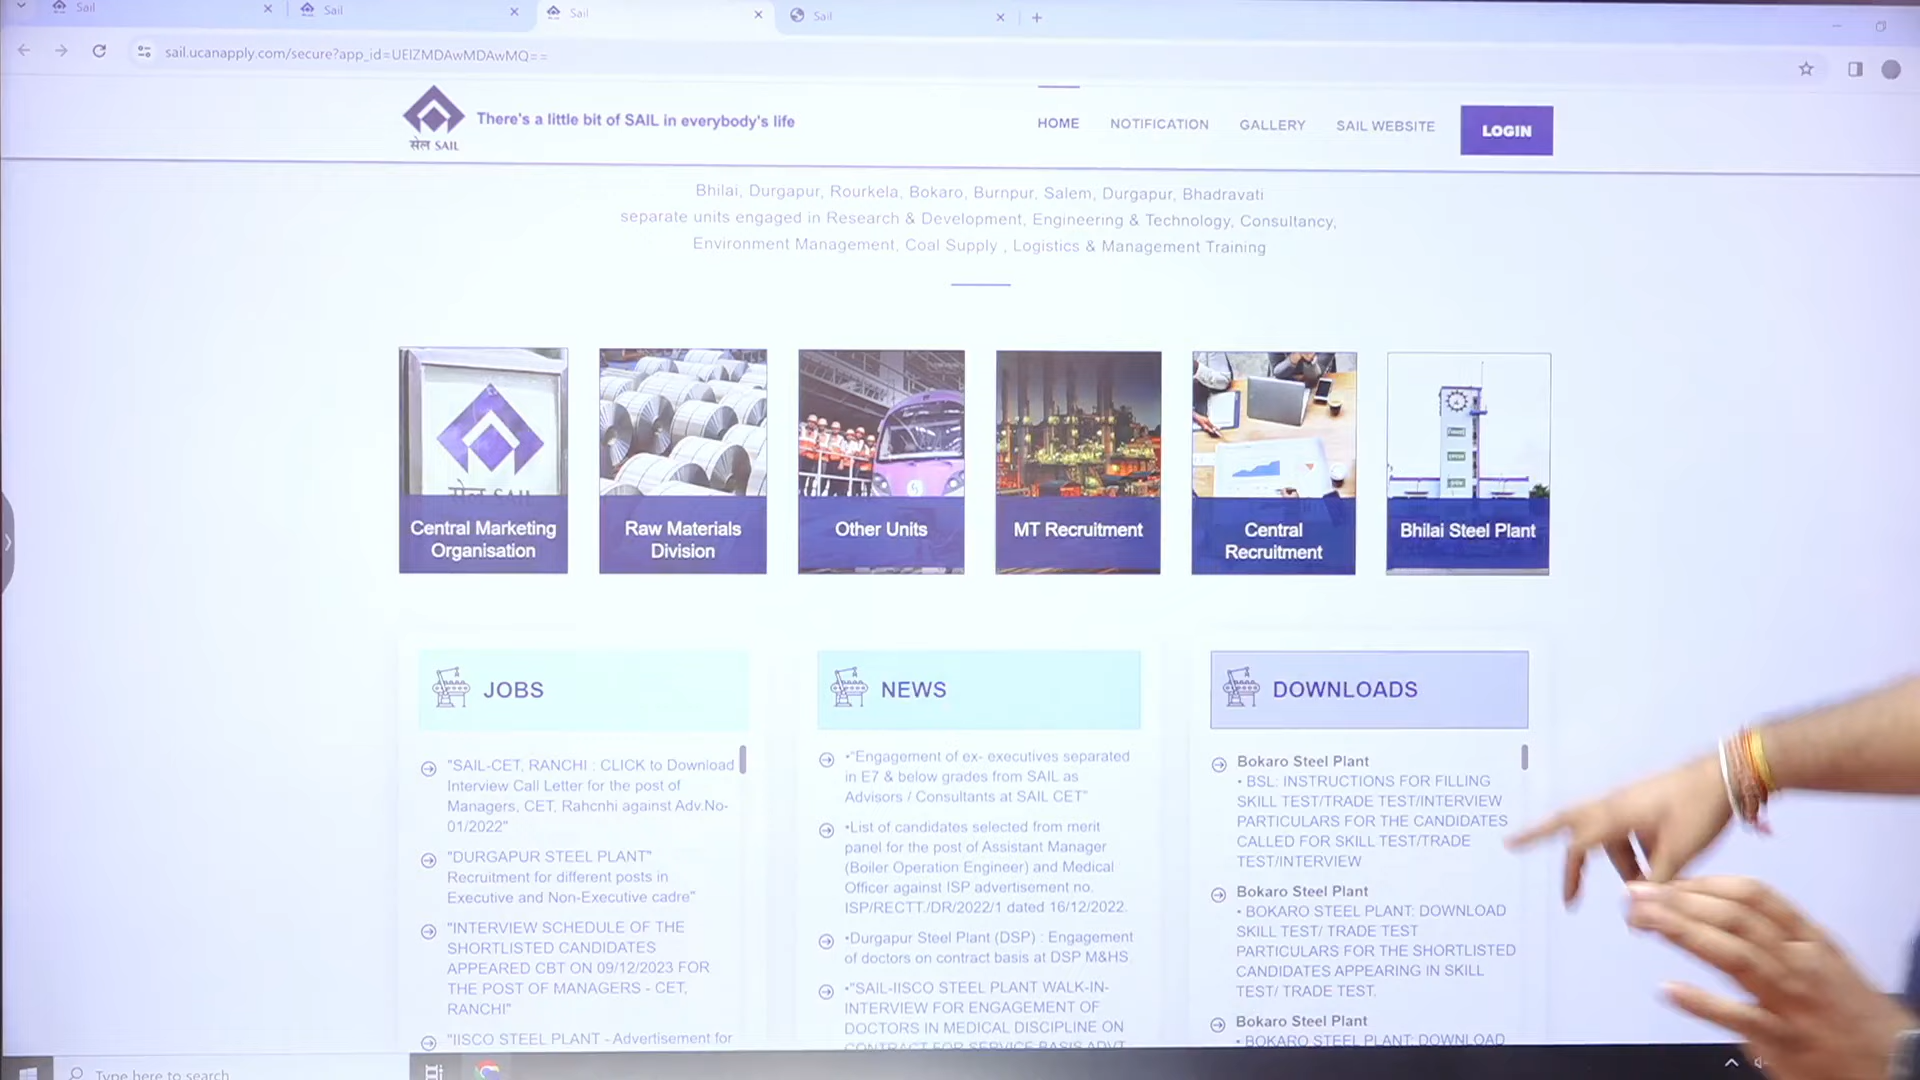 Sail
Sail
Sail
Sail
sail.ucanapply.com/secure?app_id=UElZMDAwMDAwMQ==
सेल SAIL
There's a little bit of SAIL in everybody's life
HOME
NOTIFICATION
GALLERY
SAIL WEBSITE
LOGIN
Bhilai, Durgapur, Rourkela, Bokaro, Burnpur, Salem, Durgapur, Bhadravati
separate units engaged in Research & Development, Engineering & Technology, Consultancy,
Environment Management, Coal Supply , Logistics & Management Training
सेल SAIL
Central Marketing
Organisation
Raw Materials
Division
Other Units
MT Recruitment
Central
Recruitment
Bhilai Steel Plant
JOBS
"SAIL-CET, RANCHI : CLICK to Download
Interview Call Letter for the post of
Managers, CET, Rahcnhi against Adv.No-
01/2022"
"DURGAPUR STEEL PLANT"
Recruitment for different posts in
Executive and Non-Executive cadre"
"INTERVIEW SCHEDULE OF THE
SHORTLISTED CANDIDATES
APPEARED CBT ON 09/12/2023 FOR
THE POST OF MANAGERS - CET,
RANCHI"
"IISCO STEEL PLANT - Advertisement for
NEWS
•"Engagement of ex- executives separated
in E7 & below grades from SAIL as
Advisors / Consultants at SAIL CET"
•List of candidates selected from merit
panel for the post of Assistant Manager
(Boiler Operation Engineer) and Medical
Officer against ISP advertisement no.
ISP/RECTT./DR/2022/1 dated 16/12/2022.
•Durgapur Steel Plant (DSP) : Engagement
of doctors on contract basis at DSP M&HS
•"SAIL-IISCO STEEL PLANT WALK-IN-
INTERVIEW FOR ENGAGEMENT OF
DOCTORS IN MEDICAL DISCIPLINE ON
CONTRACT FOR SERVICE BASIS ADVT
DOWNLOADS
Bokaro Steel Plant
• BSL: INSTRUCTIONS FOR FILLING
SKILL TEST/TRADE TEST/INTERVIEW
PARTICULARS FOR THE CANDIDATES
CALLED FOR SKILL TEST/TRADE
TEST/INTERVIEW
Bokaro Steel Plant
• BOKARO STEEL PLANT: DOWNLOAD
SKILL TEST/ TRADE TEST
PARTICULARS FOR THE SHORTLISTED
CANDIDATES APPEARING IN SKILL
TEST/ TRADE TEST.
Bokaro Steel Plant
• BOKARO STEEL PLANT: DOWNLOAD
Type here to search